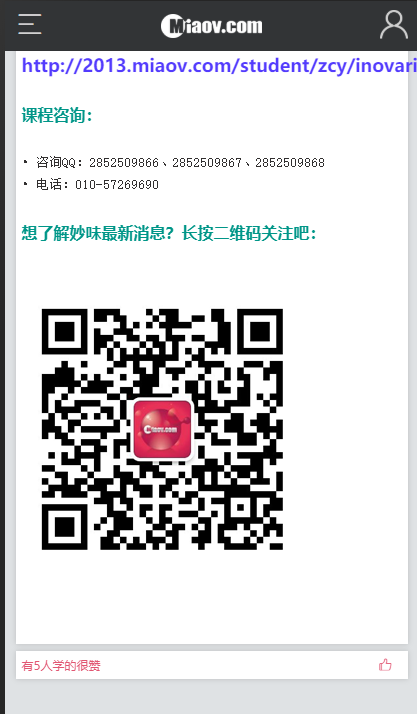 Miaov.com
http://2013.miaov.com/student/zcy/inovari
课程咨询：
• 咨询QQ：2852509866、2852509867、2852509868
• 电话：010-57269690
想了解妙味最新消息？长按二维码关注吧：
Miaov.com
有5人学的很赞